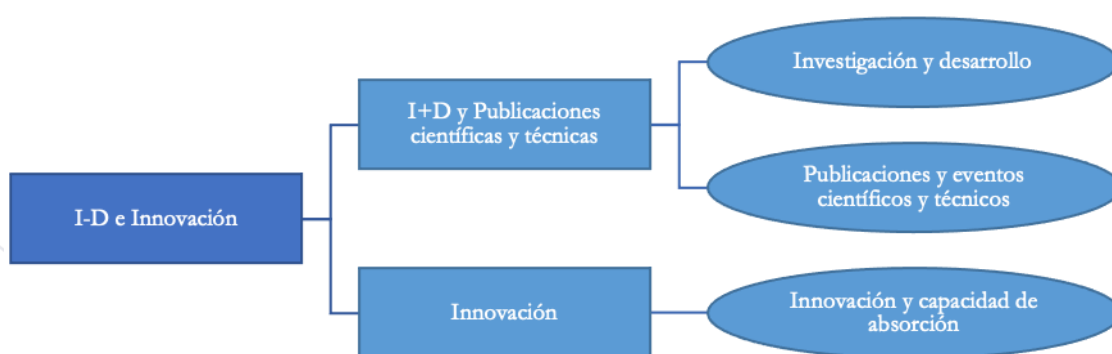 Investigación y desarrollo
I+D y Publicaciones
científicas y técnicas
Publicaciones y eventos
científicos y técnicos
I-D e Innovación
Innovación
Innovación y capacidad de
absorción